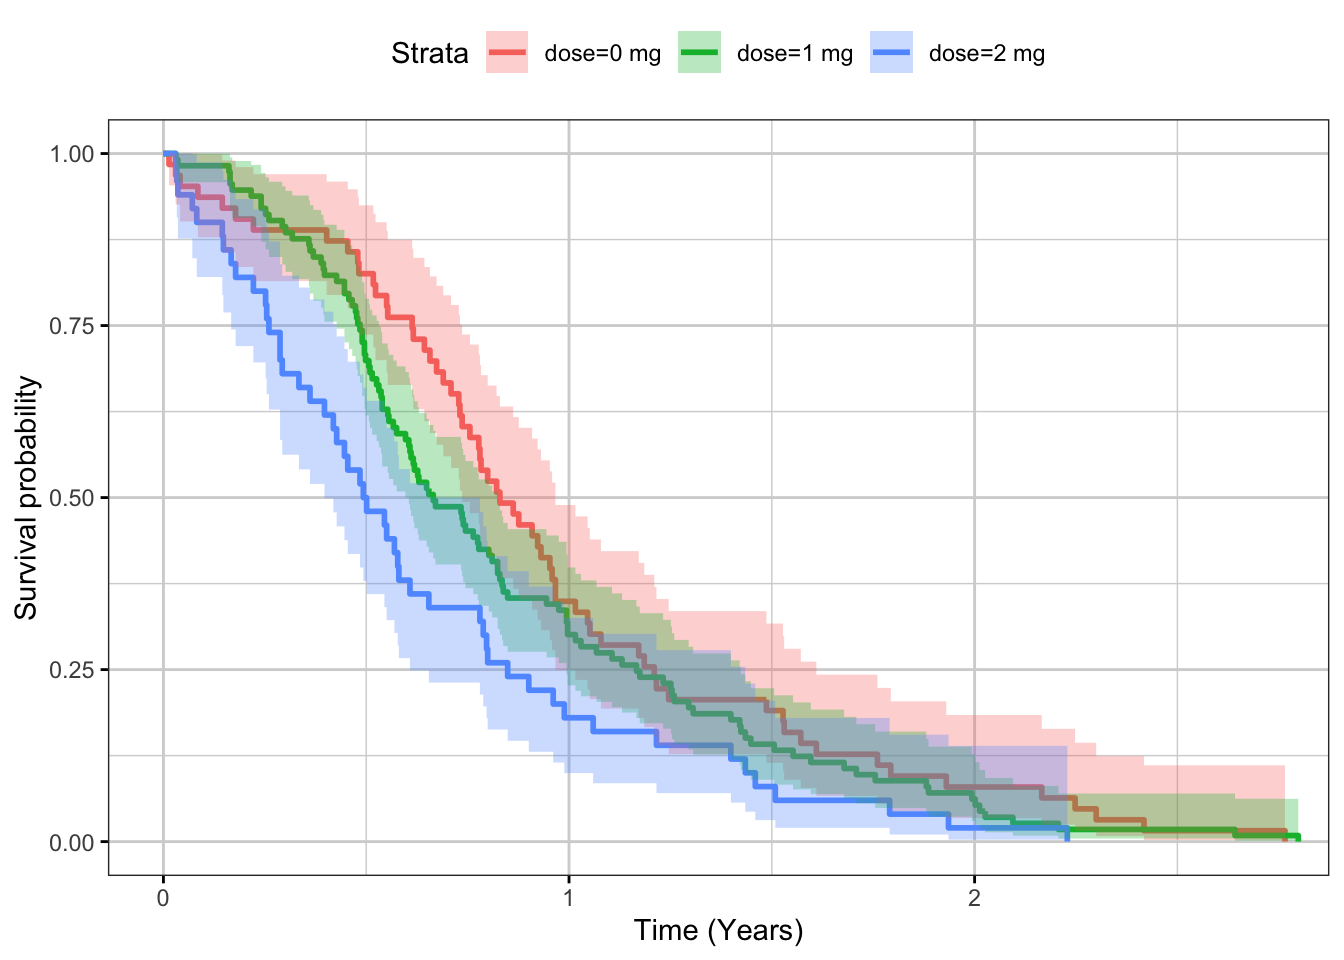 Strata dose=0 mg dose=1 mg dose=2 mg
1.00
0.75
0.50
0.25
0.00
Survival probability
0 1 2
Time (Years)